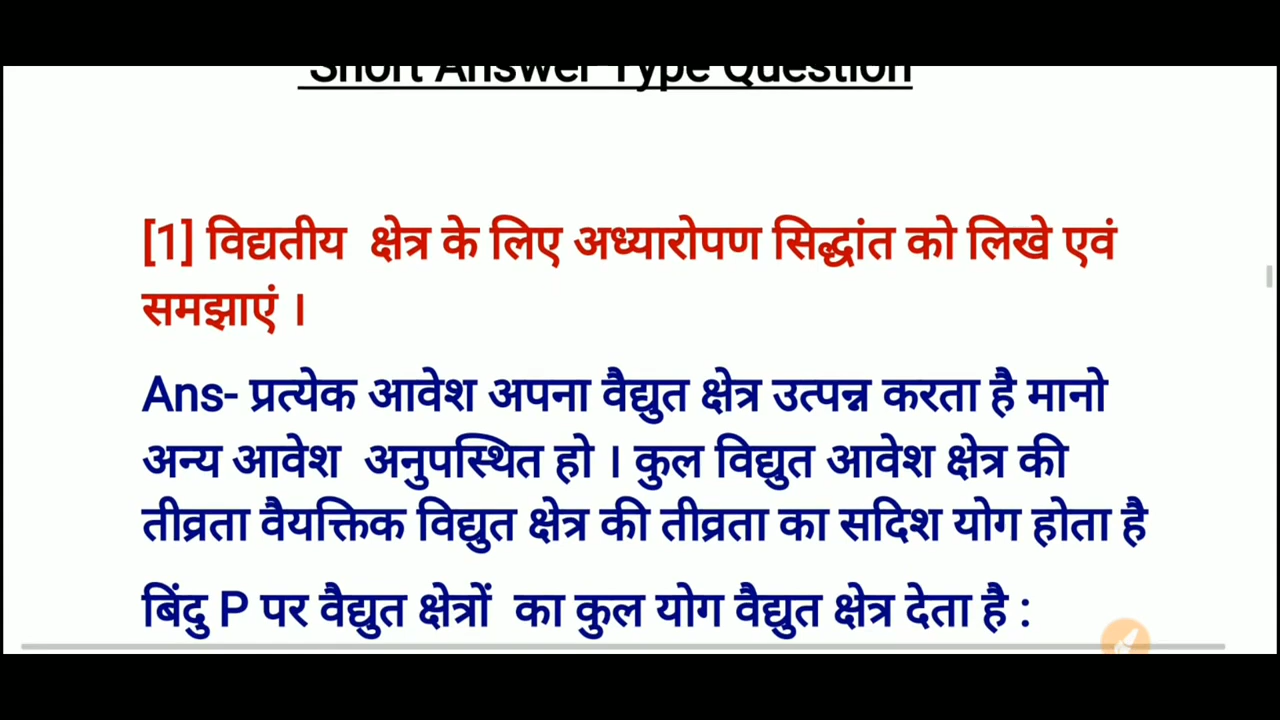 Short Answer Type Question
[1] विद्यतीय क्षेत्र के लिए अध्यारोपण सिद्धांत को लिखे एवं
समझाएं ।
Ans- प्रत्येक आवेश अपना वैद्युत क्षेत्र उत्पन्न करता है मानो
अन्य आवेश अनुपस्थित हो । कुल विद्युत आवेश क्षेत्र की
तीव्रता वैयक्तिक विद्युत क्षेत्र की तीव्रता का सदिश योग होता है
बिंदु P पर वैद्युत क्षेत्रों का कुल योग वैद्युत क्षेत्र देता है :